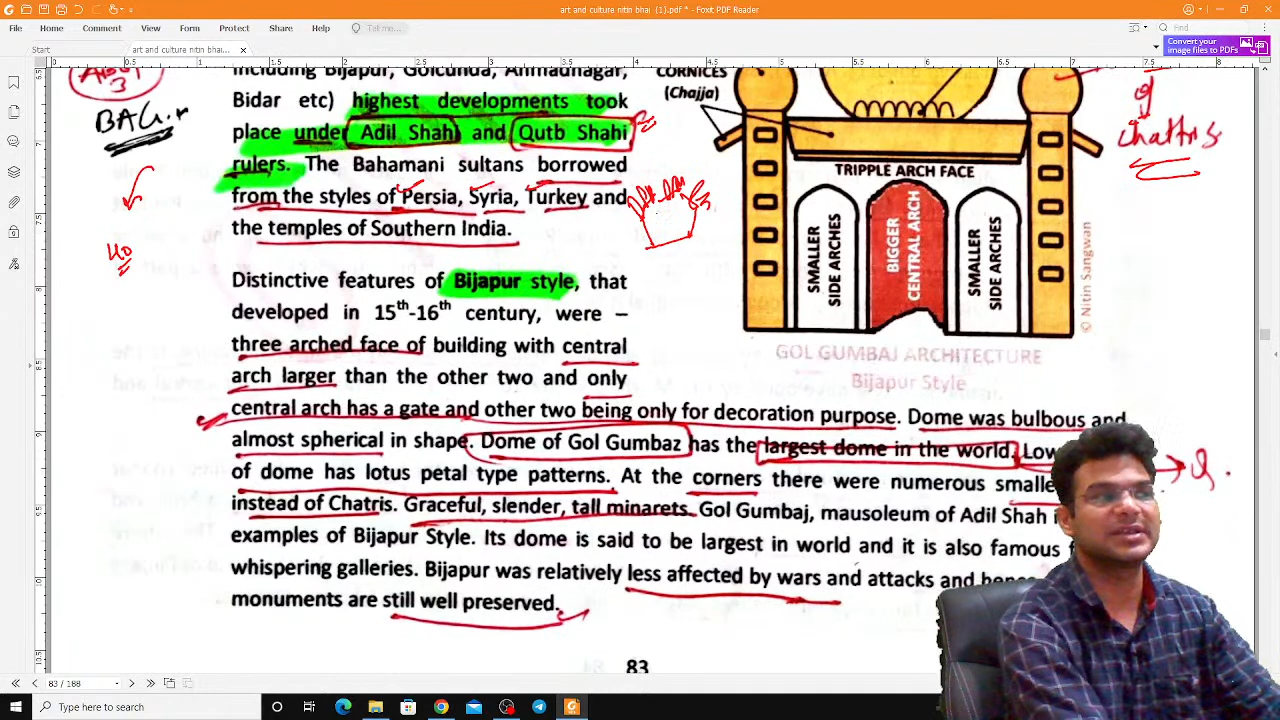 art and culture nitin bhai (1).pdf * - Foxit PDF Reader
File Home Comment View Form Protect Share Help Tell me... Find
Convert your image files to PDFs
Start art and culture nitin bhai...
including Bijapur, Golcunda, Ahmadnagar,
Bidar etc) highest developments took
place under Adil Shah and Qutb Shahi
rulers. The Bahamani sultans borrowed
from the styles of Persia, Syria, Turkey and
the temples of Southern India.
Distinctive features of Bijapur style, that
developed in 15th-16th century, were –
three arched face of building with central
arch larger than the other two and only
central arch has a gate and other two being only for decoration purpose. Dome was bulbous and
almost spherical in shape. Dome of Gol Gumbaz has the largest dome in the world. Low
of dome has lotus petal type patterns. At the corners there were numerous smalle
instead of Chatris. Graceful, slender, tall minarets. Gol Gumbaj, mausoleum of Adil Shah
examples of Bijapur Style. Its dome is said to be largest in world and it is also famous
whispering galleries. Bijapur was relatively less affected by wars and attacks and hence
monuments are still well preserved.
83
CORNICES
(Chajja)
TRIPPLE ARCH FACE
SMALLER SIDE ARCHES
BIGGER CENTRAL ARCH
SMALLER SIDE ARCHES
© Nitin Sangwan
GOL GUMBAJ ARCHITECTURE
Bijapur Style
chattris
83 / 168
Type here to search